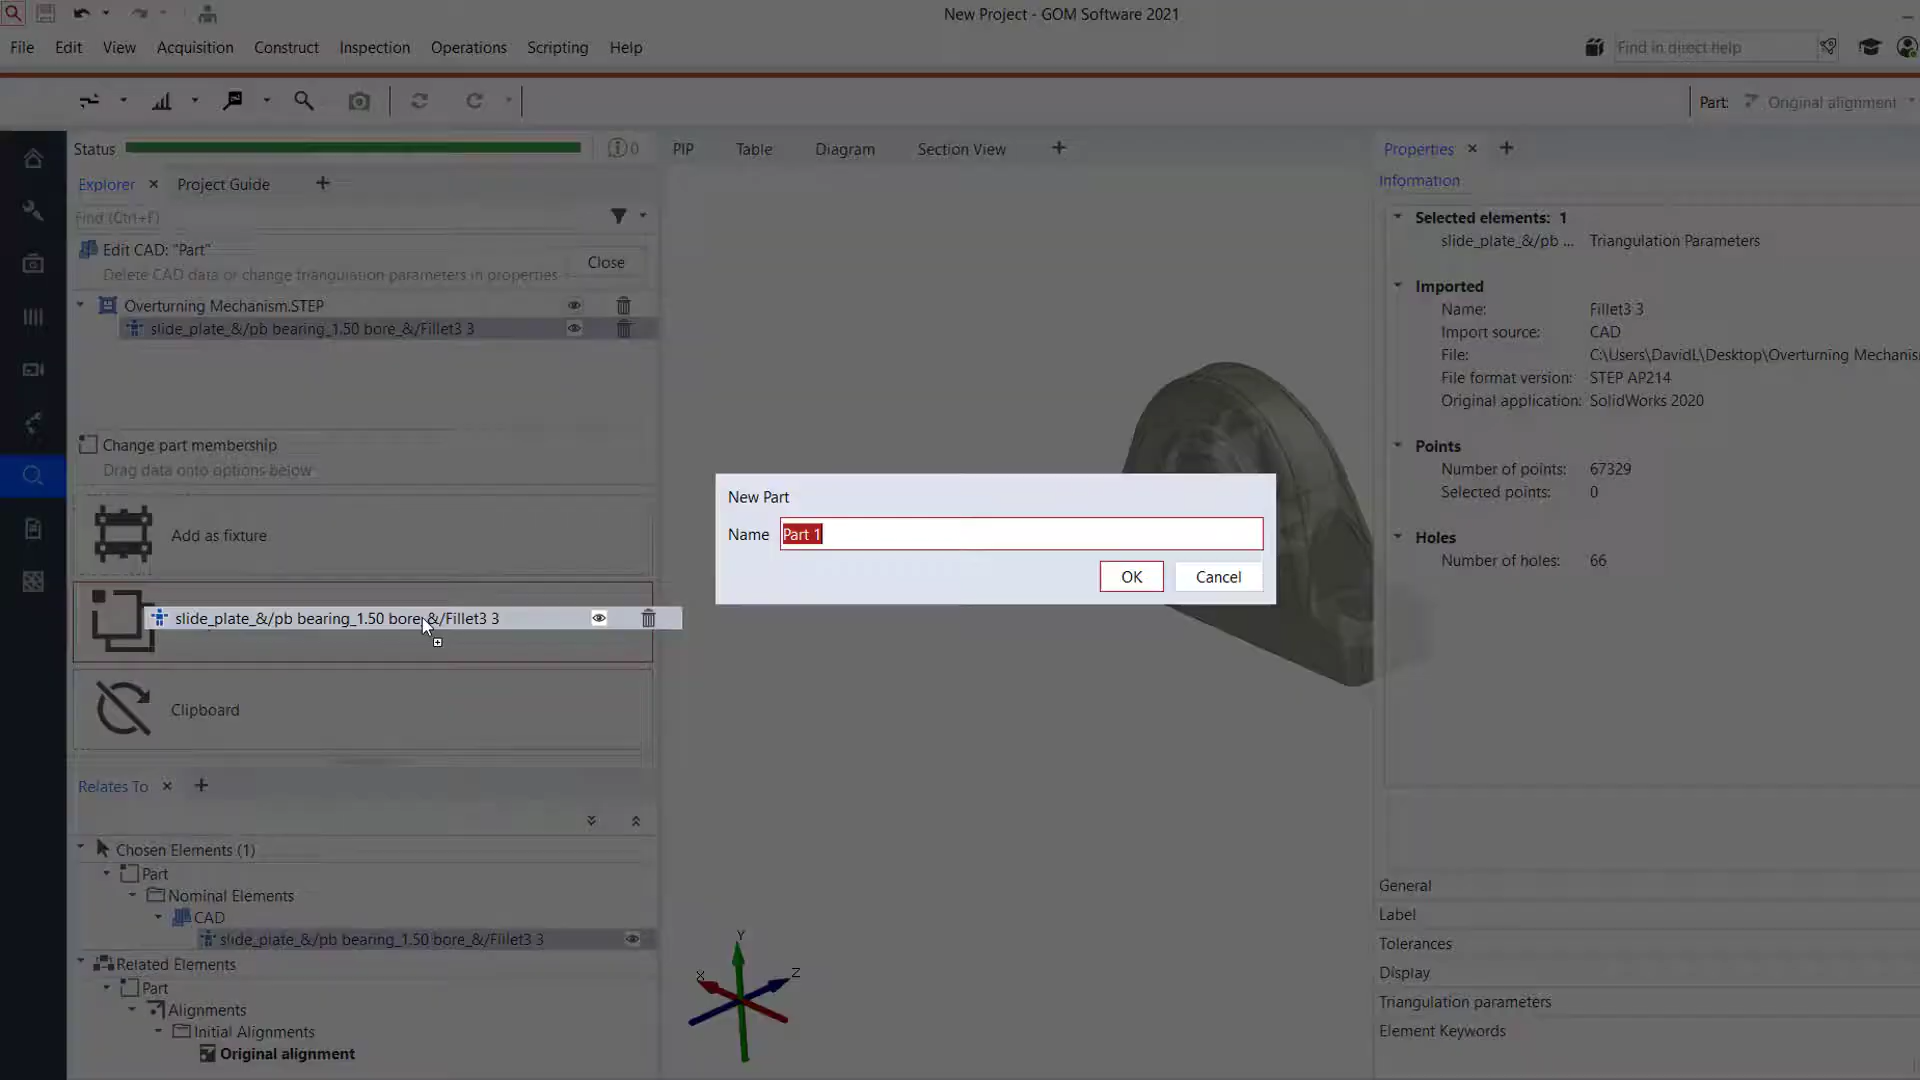 New Project - GOM Software 2021
File Edit View Acquisition Construct Inspection Operations Scripting Help
Find in direct help
Part: Original alignment
Status
0
PIP Table Diagram Section View
Explorer Project Guide
Find (Ctrl+F)
Edit CAD: "Part"
Delete CAD data or change triangulation parameters in properties
Close
Overturning Mechanism.STEP
slide_plate_&/pb bearing_1.50 bore_&/Fillet3 3
Change part membership
Drag data onto options below
Add as fixture
slide_plate_&/pb bearing_1.50 bore_&/Fillet3 3
Clipboard
Relates To
Chosen Elements (1)
Part
Nominal Elements
CAD
slide_plate_&/pb bearing_1.50 bore_&/Fillet3 3
Related Elements
Part
Alignments
Initial Alignments
Original alignment
New Part
Name Part 1
OK Cancel
Y
X
Z
Properties
Information
Selected elements: 1
slide_plate_&/pb ... Triangulation Parameters
Imported
Name: Fillet3 3
Import source: CAD
File: C:\Users\DavidL\Desktop\Overturning Mechanis
File format version: STEP AP214
Original application: SolidWorks 2020
Points
Number of points: 67329
Selected points: 0
Holes
Number of holes: 66
General
Label
Tolerances
Display
Triangulation parameters
Element Keywords